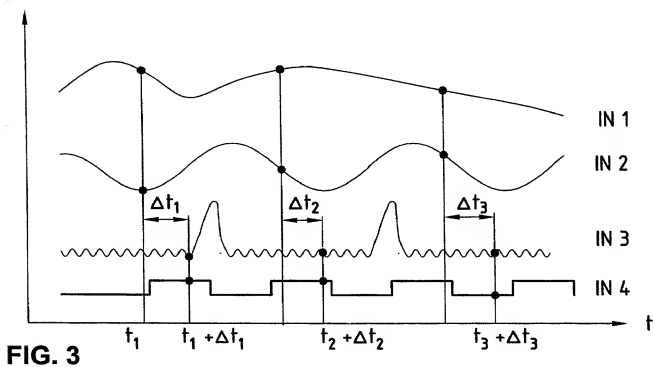 IN 1
IN 2
Δt₁
Δt₂
Δt₃
IN 3
IN 4
t₁
t₁ + Δt₁
t₂ + Δt₂
t₃ + Δt₃
t
FIG. 3